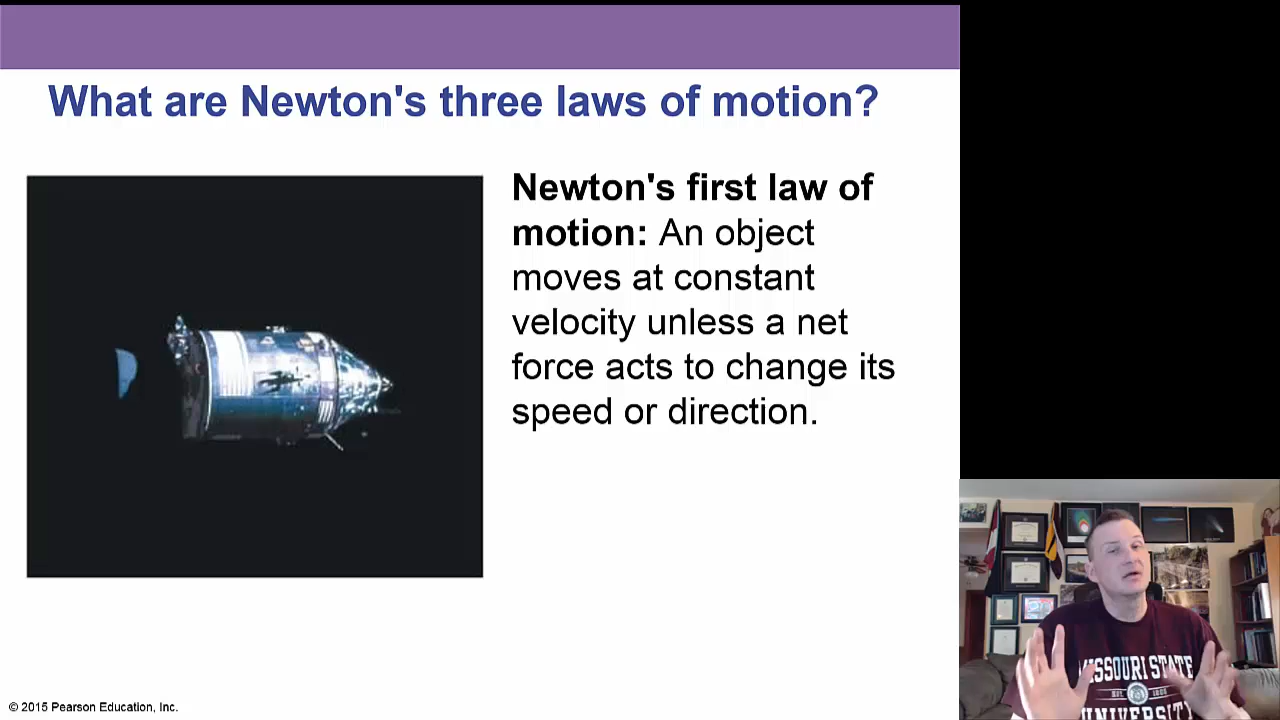 What are Newton's three laws of motion?
Newton's first law of
motion: An object
moves at constant
velocity unless a net
force acts to change its
speed or direction.
© 2015 Pearson Education, Inc.
MISSOURI STATE
UNIVERSITY